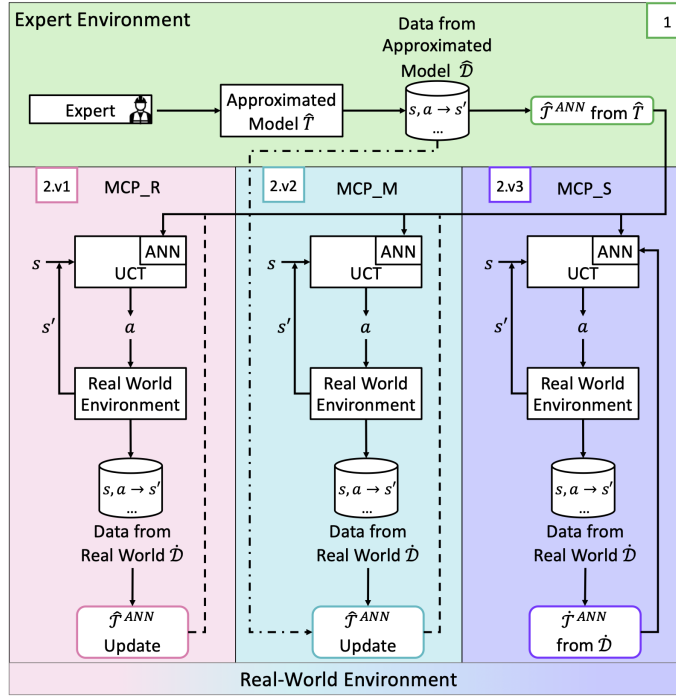 Expert Environment
1
Data from
Approximated
Model 𝒟̂
Expert
Approximated
Model T̂
s, a → s′
...
𝒯̂ᴬᴺᴺ from T̂
2.v1
MCP_R
ANN
UCT
s
s′
a
Real World
Environment
s, a → s′
...
Data from
Real World 𝒟̇
𝒯̂ᴬᴺᴺ
Update
2.v2
MCP_M
ANN
UCT
s
s′
a
Real World
Environment
s, a → s′
...
Data from
Real World 𝒟̇
𝒯̂ᴬᴺᴺ
Update
2.v3
MCP_S
ANN
UCT
s
s′
a
Real World
Environment
s, a → s′
...
Data from
Real World 𝒟̇
𝒯̇ᴬᴺᴺ
from 𝒟̇
Real-World Environment